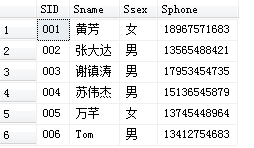 SID Sname Ssex Sphone
1 001 黄芳 女 18967571683
2 002 张大达 男 13565488421
3 003 谢镇涛 男 17953454735
4 004 苏伟杰 男 15136545879
5 005 万芊 女 13745448964
6 006 Tom 男 13412754683